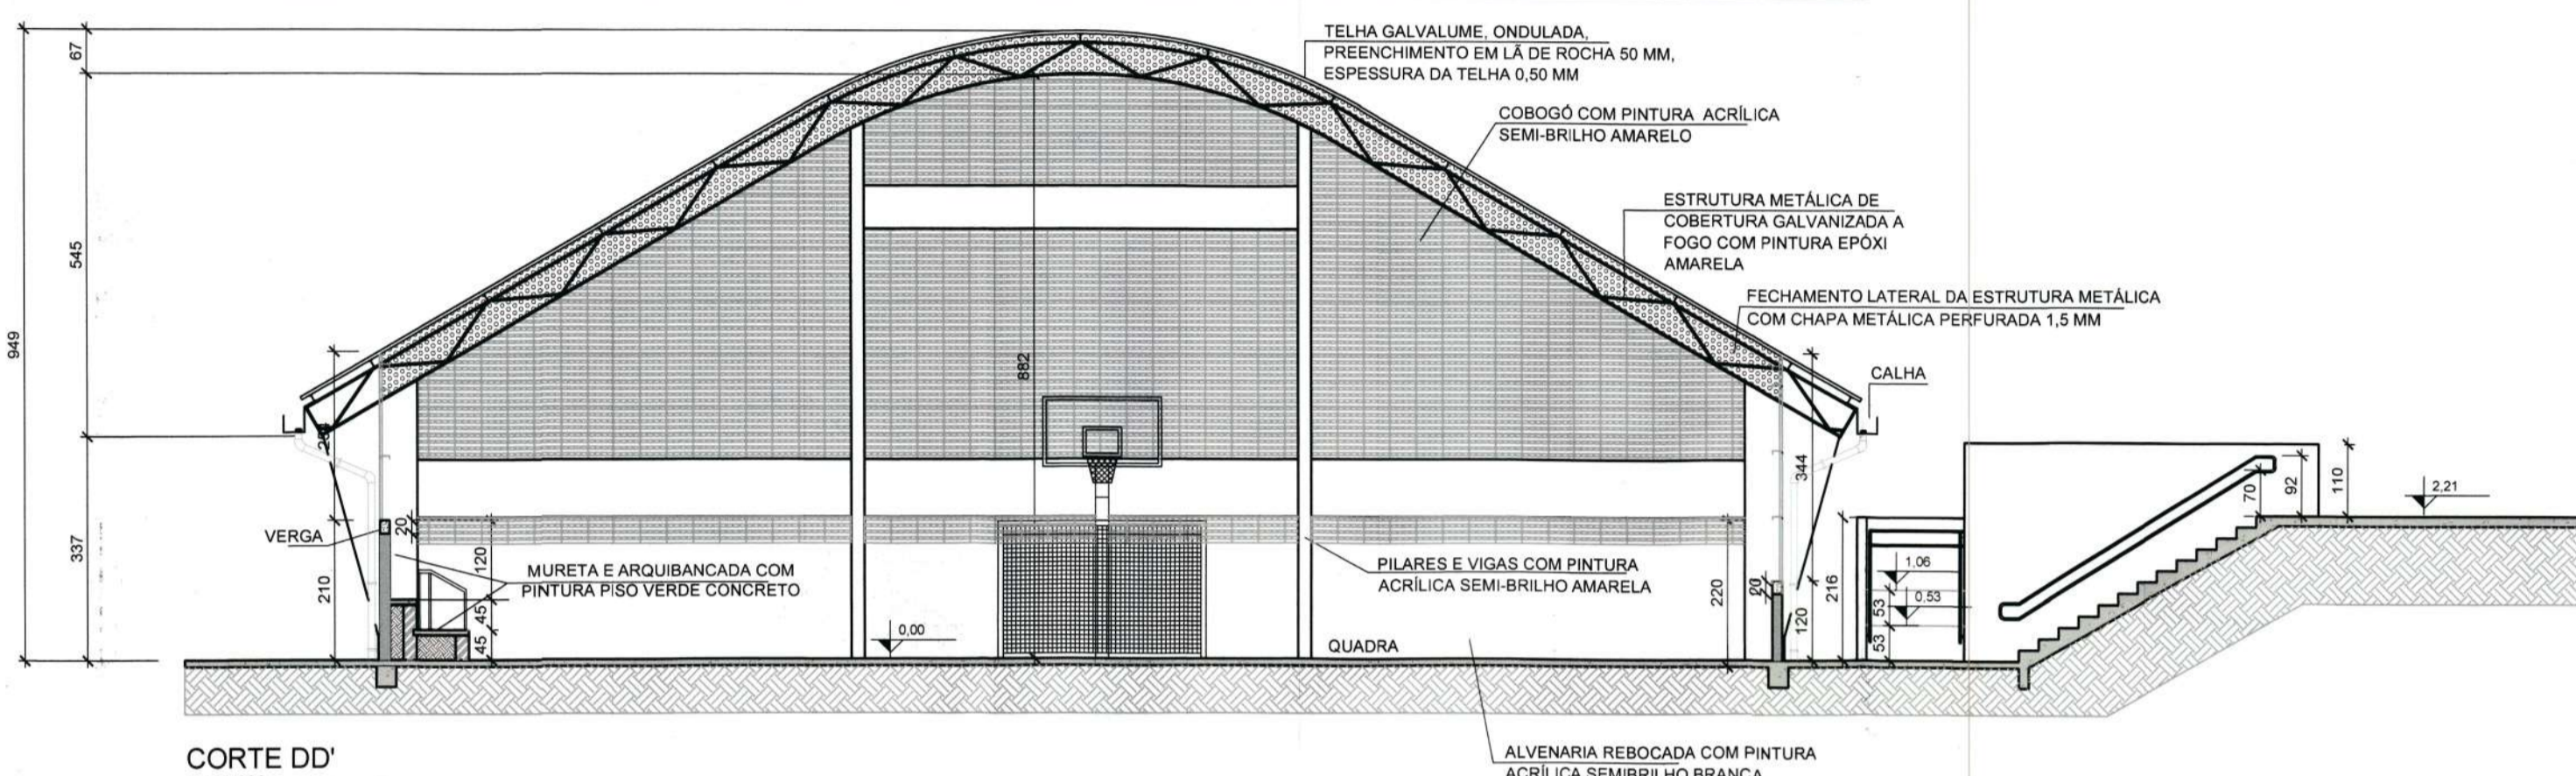 TELHA GALVALUME, ONDULADA,
PREENCHIMENTO EM LÃ DE ROCHA 50 MM,
ESPESSURA DA TELHA 0,50 MM
COBOGÓ COM PINTURA ACRÍLICA
SEMI-BRILHO AMARELO
ESTRUTURA METÁLICA DE
COBERTURA GALVANIZADA A
FOGO COM PINTURA EPÓXI
AMARELA
FECHAMENTO LATERAL DA ESTRUTURA METÁLICA
COM CHAPA METÁLICA PERFURADA 1,5 MM
CALHA
949
67
545
337
210
882
344
VERGA
20
120
45
45
MURETA E ARQUIBANCADA COM
PINTURA PISO VERDE CONCRETO
0,00
QUADRA
PILARES E VIGAS COM PINTURA
ACRÍLICA SEMI-BRILHO AMARELA
220
20
120
216
53
53
1,06
0,53
70
92
110
2,21
ALVENARIA REBOCADA COM PINTURA
ACRÍLICA SEMIBRILHO BRANCA
CORTE DD'